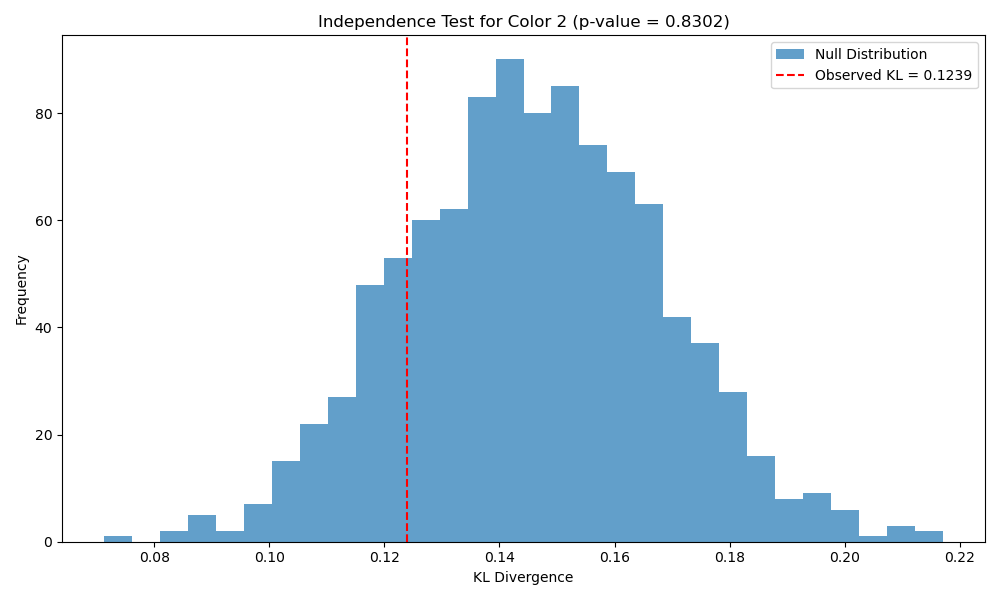 Independence Test for Color 2 (p-value = 0.8302)
Null Distribution
Observed KL = 0.1239
Frequency
80
60
40
20
0
0.08 0.10 0.12 0.14 0.16 0.18 0.20 0.22
KL Divergence